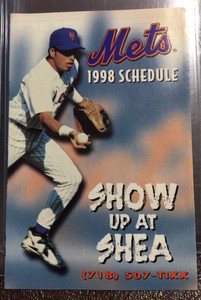 Mets
1998 SCHEDULE
SHOW
UP AT
SHEA
(718) 507-TIXX